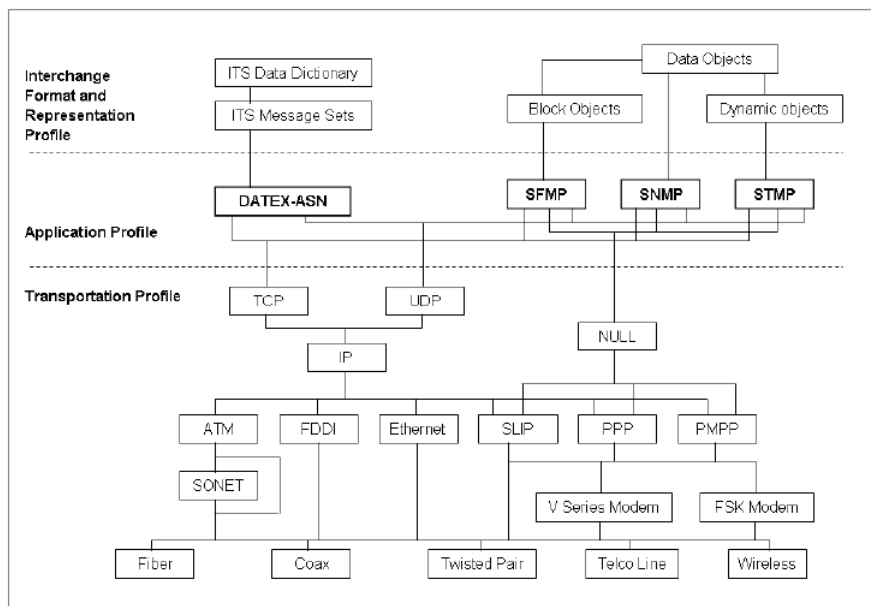 Interchange
Format and
Representation
Profile
ITS Data Dictionary
ITS Message Sets
Data Objects
Block Objects
Dynamic objects
DATEX-ASN
SFMP
SNMP
STMP
Application Profile
Transportation Profile
TCP
UDP
NULL
IP
ATM
FDDI
Ethernet
SLIP
PPP
PMPP
SONET
V Series Modem
FSK Modem
Fiber
Coax
Twisted Pair
Telco Line
Wireless